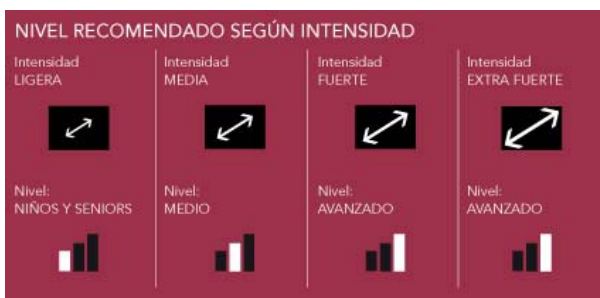 NIVEL RECOMENDADO SEGÚN INTENSIDAD
Intensidad
LIGERA
Nivel:
NIÑOS Y SENIORS
Intensidad
MEDIA
Nivel:
MEDIO
Intensidad
FUERTE
Nivel:
AVANZADO
Intensidad
EXTRA FUERTE
Nivel:
AVANZADO